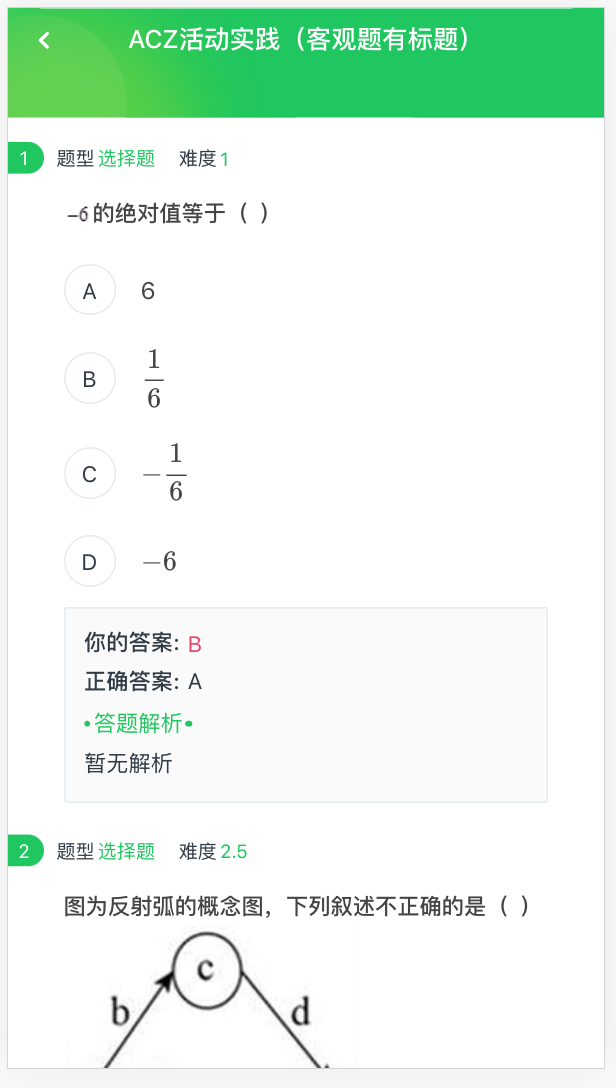 ACZ活动实践（客观题有标题）
1 题型 选择题 难度 1
-6 的绝对值等于（ ）
A 6
B 1/6
C -1/6
D -6
你的答案: B
正确答案: A
•答题解析•
暂无解析
2 题型 选择题 难度 2.5
图为反射弧的概念图，下列叙述不正确的是（ ）
c
b d